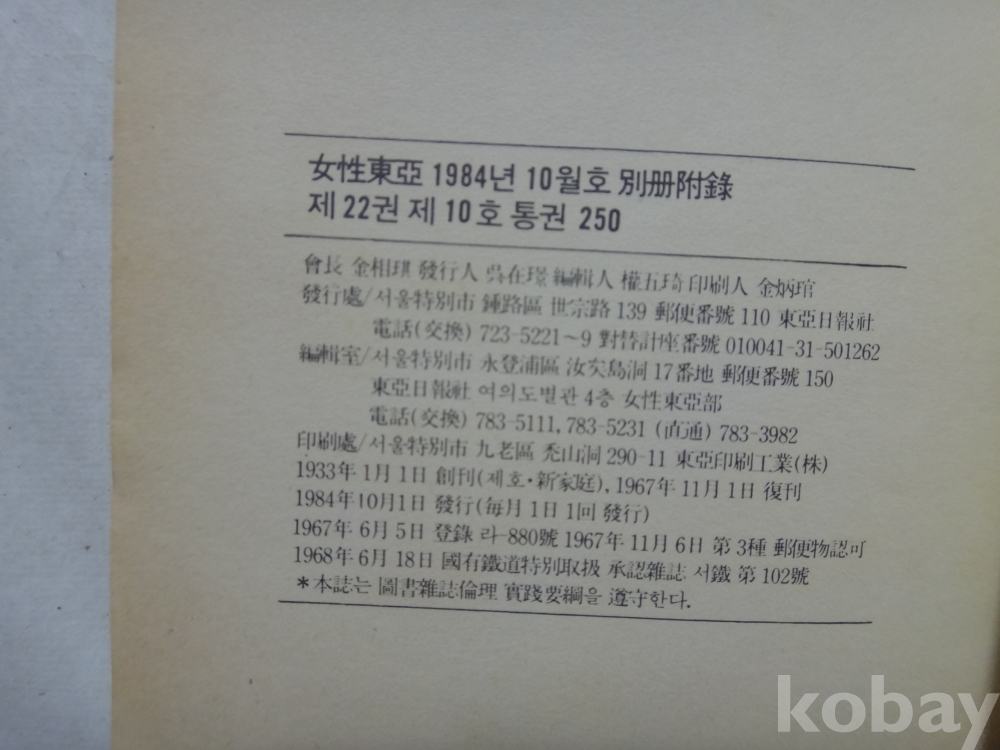 女性東亞 1984년 10월호 別册附錄
제 22권 제 10호 통권 250
會長 金相琪 發行人 吳在璟 編輯人 權五琦 印刷人 金炳琯
發行處/서울特別市 鍾路區 世宗路 139 郵便番號 110 東亞日報社
電話(交換) 723-5221~9 對替計座番號 010041-31-501262
編輯室/서울特別市 永登浦區 汝矣島洞 17番地 郵便番號 150
東亞日報社 여의도별관 4층 女性東亞部
電話(交換) 783-5111, 783-5231 (直通) 783-3982
印刷處/서울特別市 九老區 禿山洞 290-11 東亞印刷工業(株)
1933年 1月 1日 創刊(제호·新家庭), 1967年 11月 1日 復刊
1984年 10月 1日 發行(每月 1日 1回 發行)
1967年 6月 5日 登錄 라-880號 1967年 11月 6日 第3種 郵便物認可
1968年 6月 18日 國有鐵道特別取扱 承認雜誌 서鐵 第 102號
*本誌는 圖書雜誌倫理 實踐要綱을 遵守한다.
kobay